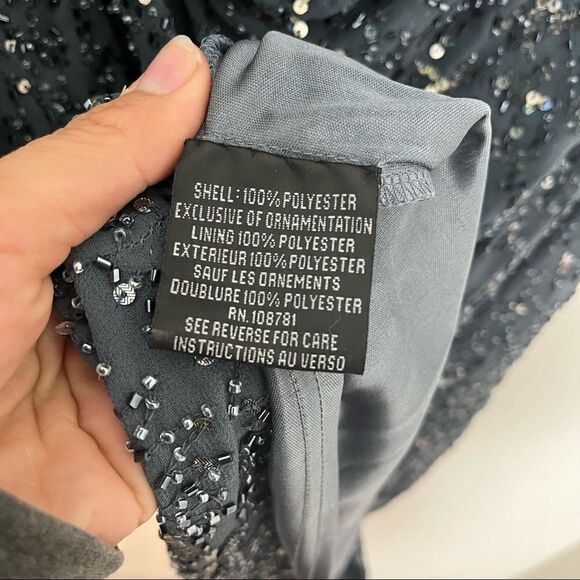 SHELL: 100% POLYESTER
EXCLUSIVE OF ORNAMENTATION
LINING 100% POLYESTER
EXTERIEUR 100% POLYESTER
SAUF LES ORNEMENTS
DOUBLURE 100% POLYESTER
RN.108781
SEE REVERSE FOR CARE
INSTRUCTIONS AU VERSO